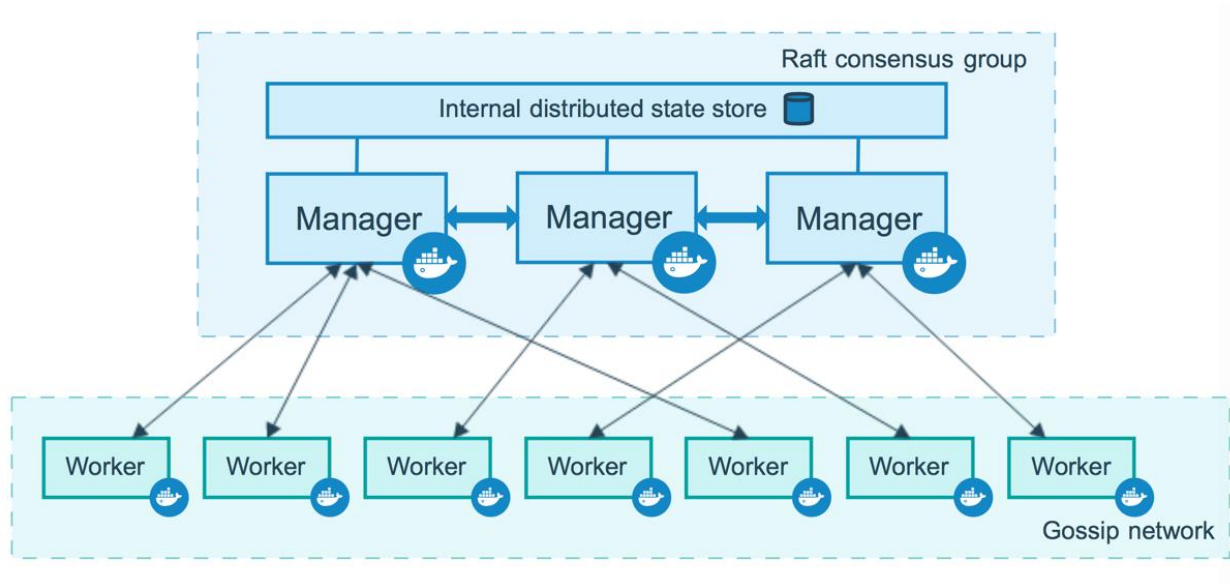 Raft consensus group
Internal distributed state store
Manager
Manager
Manager
Worker
Worker
Worker
Worker
Worker
Worker
Worker
Gossip network